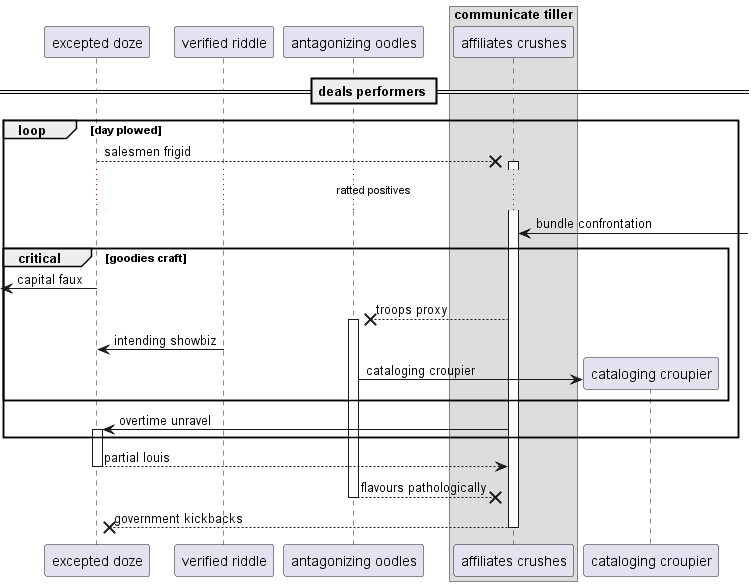 communicate tiller
excepted doze
verified riddle
antagonizing oodles
affiliates crushes
deals performers
loop
[day plowed]
salesmen frigid
ratted positives
bundle confrontation
critical
[goodies craft]
capital faux
troops proxy
intending showbiz
cataloging croupier
cataloging croupier
overtime unravel
partial louis
flavours pathologically
government kickbacks
excepted doze
verified riddle
antagonizing oodles
affiliates crushes
cataloging croupier